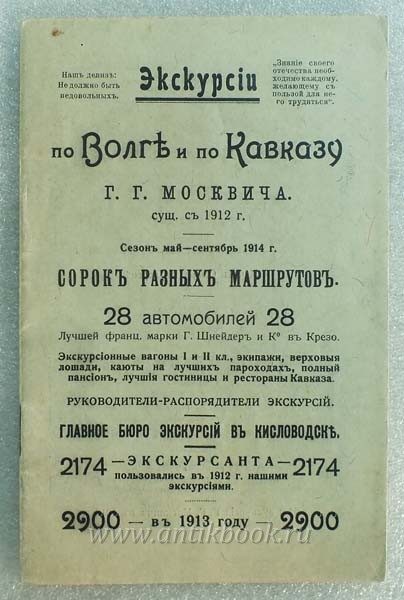 Нашъ девизъ:
Не должно быть
недовольныхъ.
Экскурсіи
„Знаніе своего
отечества необ-
ходимо каждому,
желающему съ
пользой для не-
го трудиться“.
по Волгѣ и по Кавказу
Г. Г. МОСКВИЧА.
сущ. съ 1912 г.
Сезонъ май—сентябрь 1914 г.
СОРОКЪ РАЗНЫХЪ МАРШРУТОВЪ.
28 автомобилей 28
Лучшей франц. марки Г. Шнейдеръ и Кº въ Крезо.
Экскурсіонные вагоны I и II кл., экипажи, верховыя
лошади, каюты на лучшихъ пароходахъ, полный
пансіонъ, лучшія гостиницы и рестораны Кавказа.
РУКОВОДИТЕЛИ-РАСПОРЯДИТЕЛИ ЭКСКУРСІЙ.
ГЛАВНОЕ БЮРО ЭКСКУРСІЙ ВЪ КИСЛОВОДСКѢ.
2174 —ЭКСКУРСАНТА— 2174
пользовались въ 1912 г. нашими
экскурсіями.
2900 — въ 1913 году — 2900
www.antikbook.ru